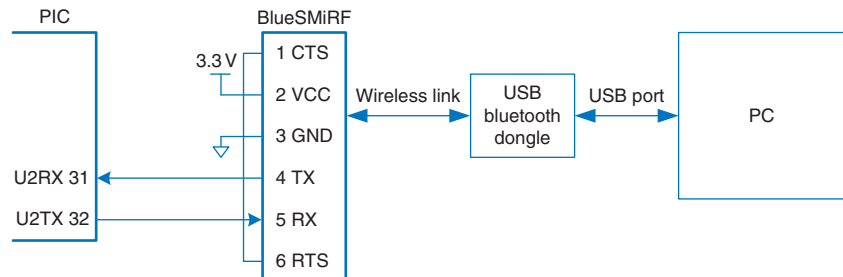 PIC
BlueSMiRF
3.3 V
1 CTS
2 VCC
3 GND
4 TX
5 RX
6 RTS
U2RX 31
U2TX 32
Wireless link
USB
bluetooth
dongle
USB port
PC